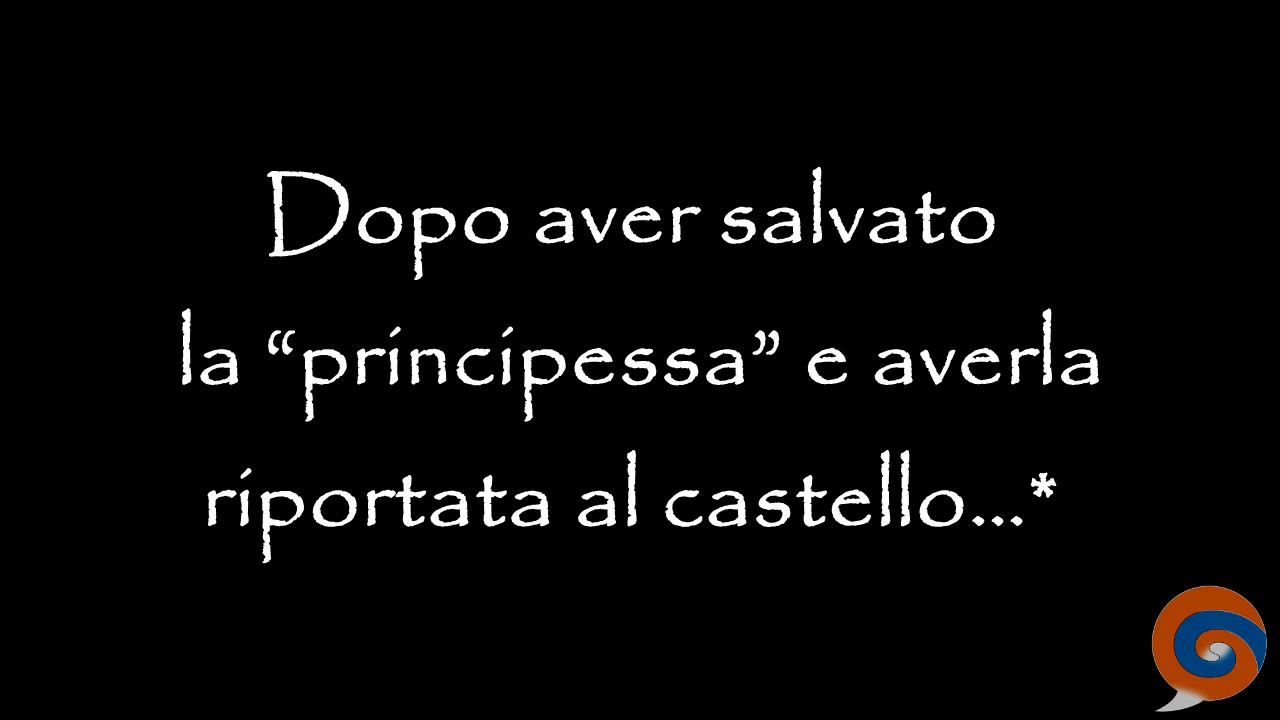 Dopo aver salvato
la “principessa” e averla
riportata al castello...*